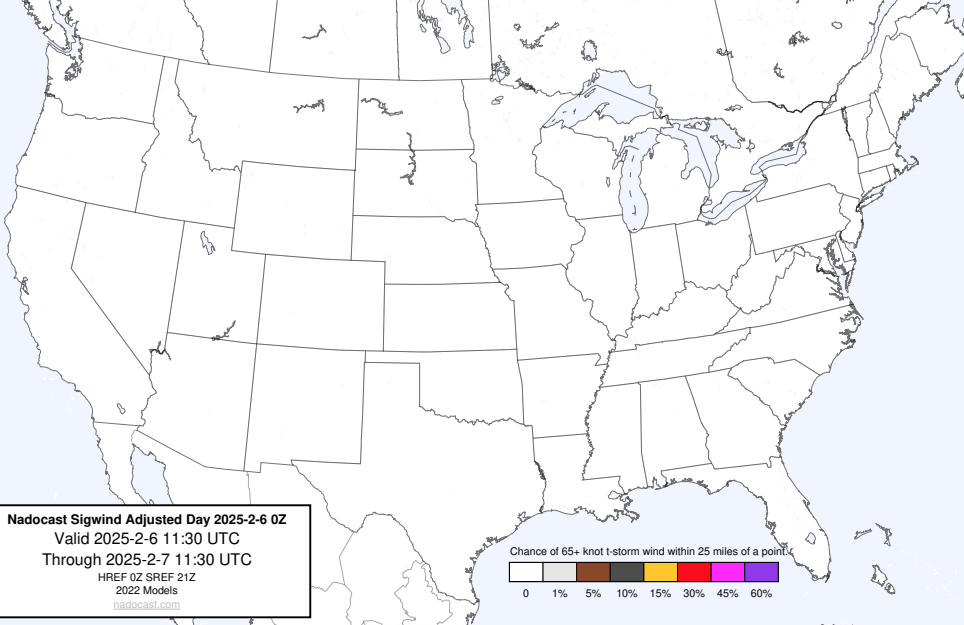 Nadocast Sigwind Adjusted Day 2025-2-6 0Z
Valid 2025-2-6 11:30 UTC
Through 2025-2-7 11:30 UTC
HREF 0Z SREF 21Z
2022 Models
nadocast.com
Chance of 65+ knot t-storm wind within 25 miles of a point.
0 1% 5% 10% 15% 30% 45% 60%